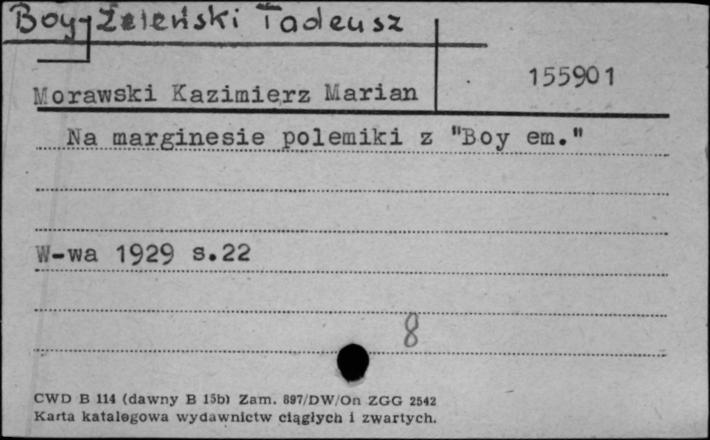 Boy-Żeleński Tadeusz
155901
Morawski Kazimierz Marian
Na marginesie polemiki z "Boy em."
W-wa 1929 s.22
8
CWD B 114 (dawny B 15b) Zam. 897/DW/On ZGG 2542
Karta katalogowa wydawnictw ciągłych i zwartych.